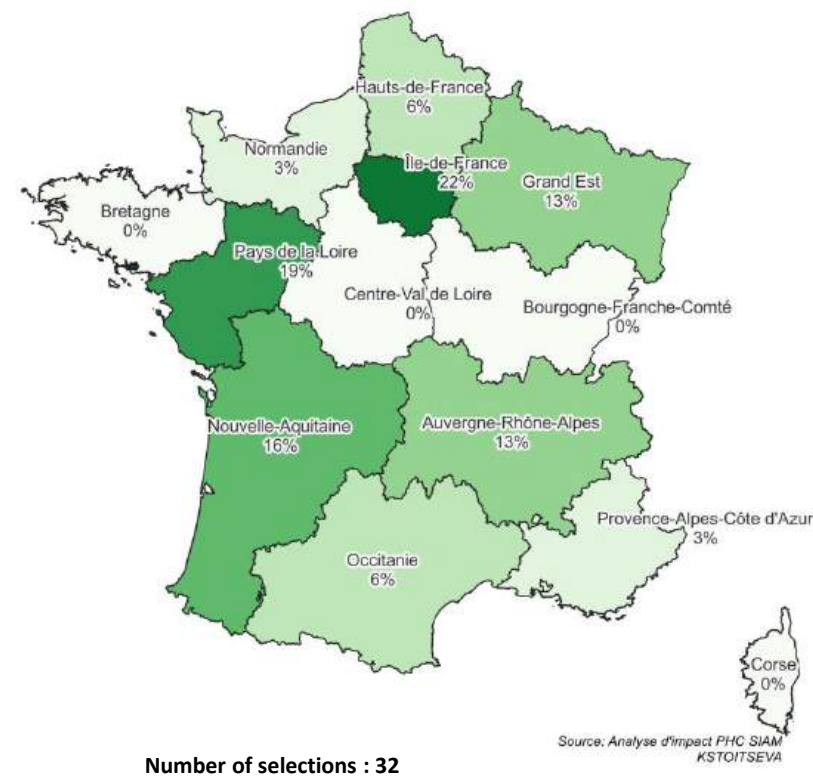 Hauts-de-France
6%
Normandie
3%
Île-de-France
22%
Grand Est
13%
Bretagne
0%
Pays de la Loire
19%
Centre-Val de Loire
0%
Bourgogne-Franche-Comté
0%
Nouvelle-Aquitaine
16%
Auvergne-Rhône-Alpes
13%
Provence-Alpes-Côte d'Azur
3%
Occitanie
6%
Corse
0%
Source: Analyse d'impact PHC SIAM
KSTOITSEVA
Number of selections : 32